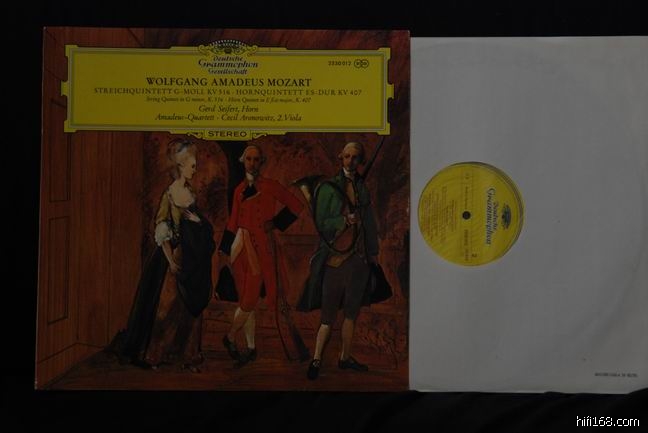 Deutsche
Grammophon
Gesellschaft
2530 012
WOLFGANG AMADEUS MOZART
STREICHQUINTETT G-MOLL KV 516 · HORNQUINTETT ES-DUR KV 407
String Quintet in G minor, K. 516 · Horn Quintet in E flat major, K. 407
Gerd Seifert, Horn
Amadeus-Quartett · Cecil Aronowitz, 2. Viola
STEREO
Deutsche
Grammophon
2
hifi168.com